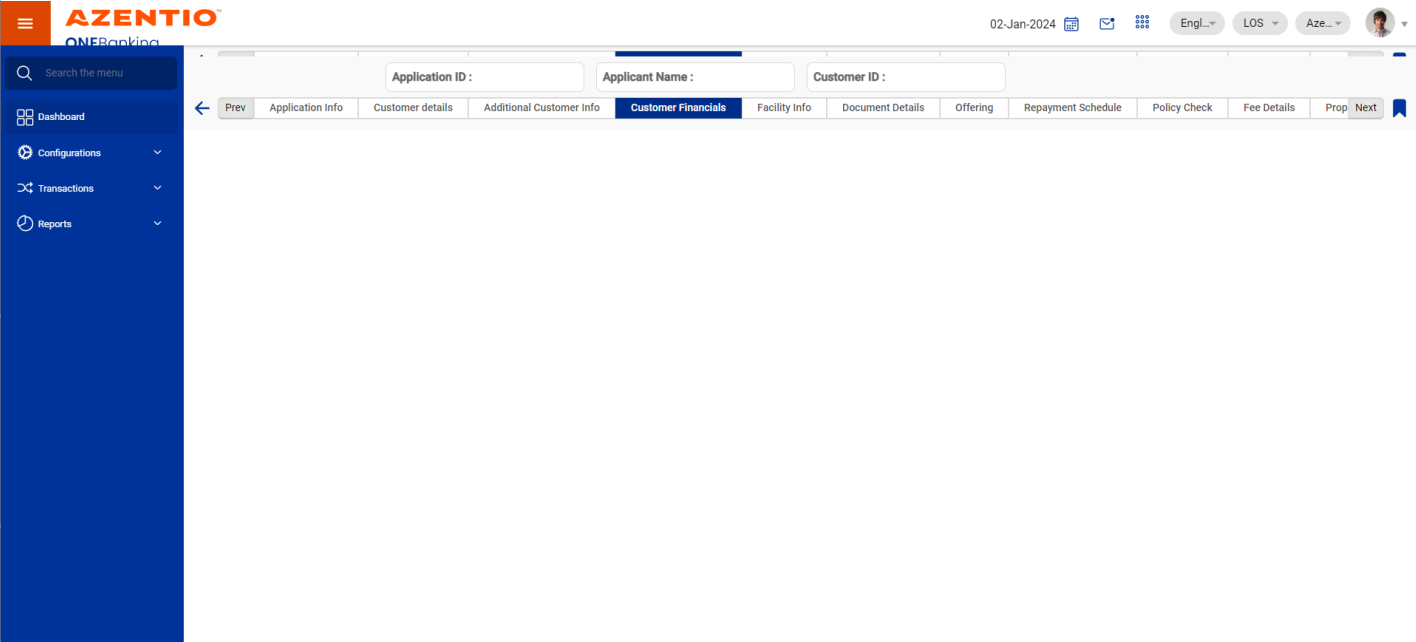 AZENTIO™
ONEBanking
02-Jan-2024 Engl... LOS Aze...
Search the menu
Dashboard
Configurations
Transactions
Reports
Application ID : Applicant Name : Customer ID :
Prev Application Info Customer details Additional Customer Info Customer Financials Facility Info Document Details Offering Repayment Schedule Policy Check Fee Details Prop Next